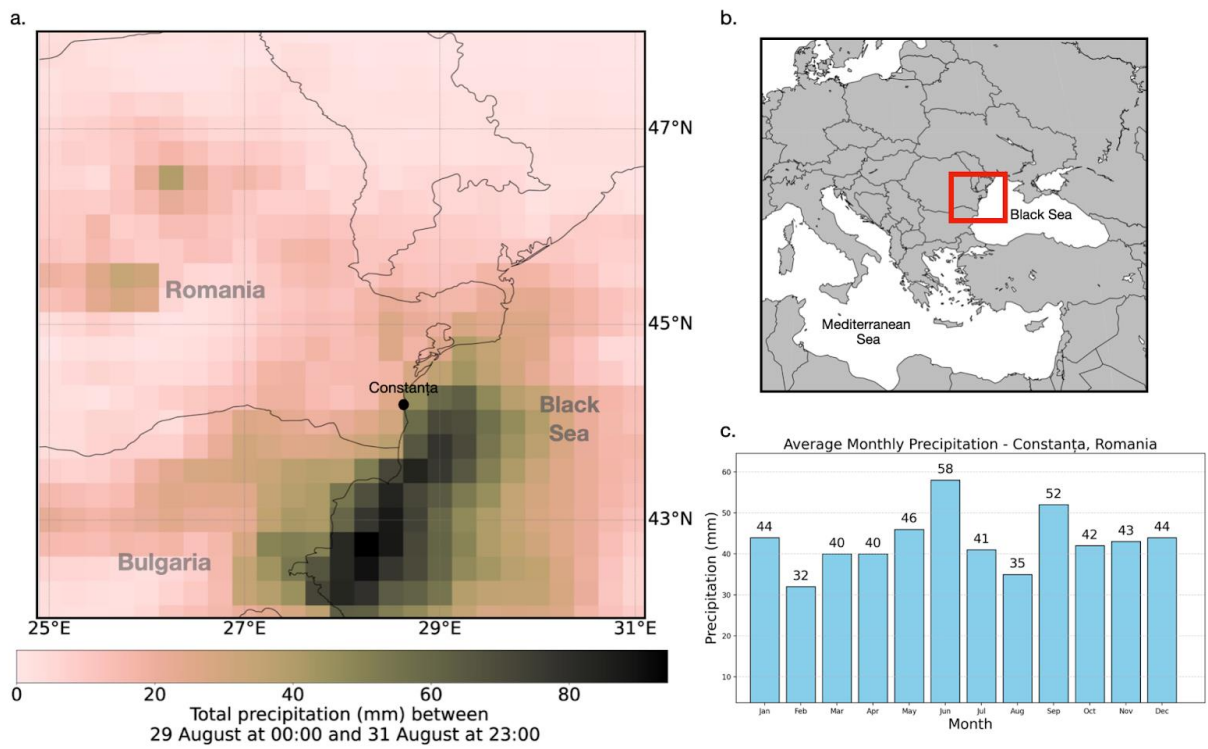 a.
47°N
Romania
45°N
Constanța
Black
Sea
43°N
Bulgaria
25°E 27°E 29°E 31°E
0 20 40 60 80
Total precipitation (mm) between
29 August at 00:00 and 31 August at 23:00
b.
Black Sea
Mediterranean
Sea
c.
Average Monthly Precipitation - Constanța, Romania
Precipitation (mm)
60
50
40
30
20
10
44 32 40 40 46 58 41 35 52 42 43 44
Jan Feb Mar Apr May Jun Jul Aug Sep Oct Nov Dec
Month